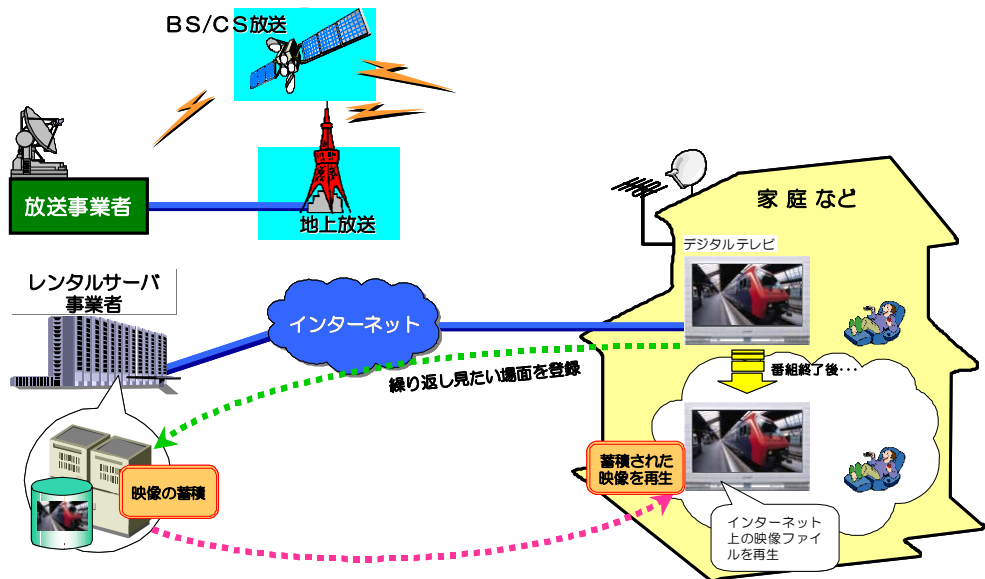 ＢＳ/ＣＳ放送
放送事業者
地上放送
家 庭 など
デジタルテレビ
レンタルサーバ
事業者
インターネット
繰り返し見たい場面を登録
番組終了後・・・
映像の蓄積
蓄積された
映像を再生
インターネット
上の映像ファイ
ルを再生